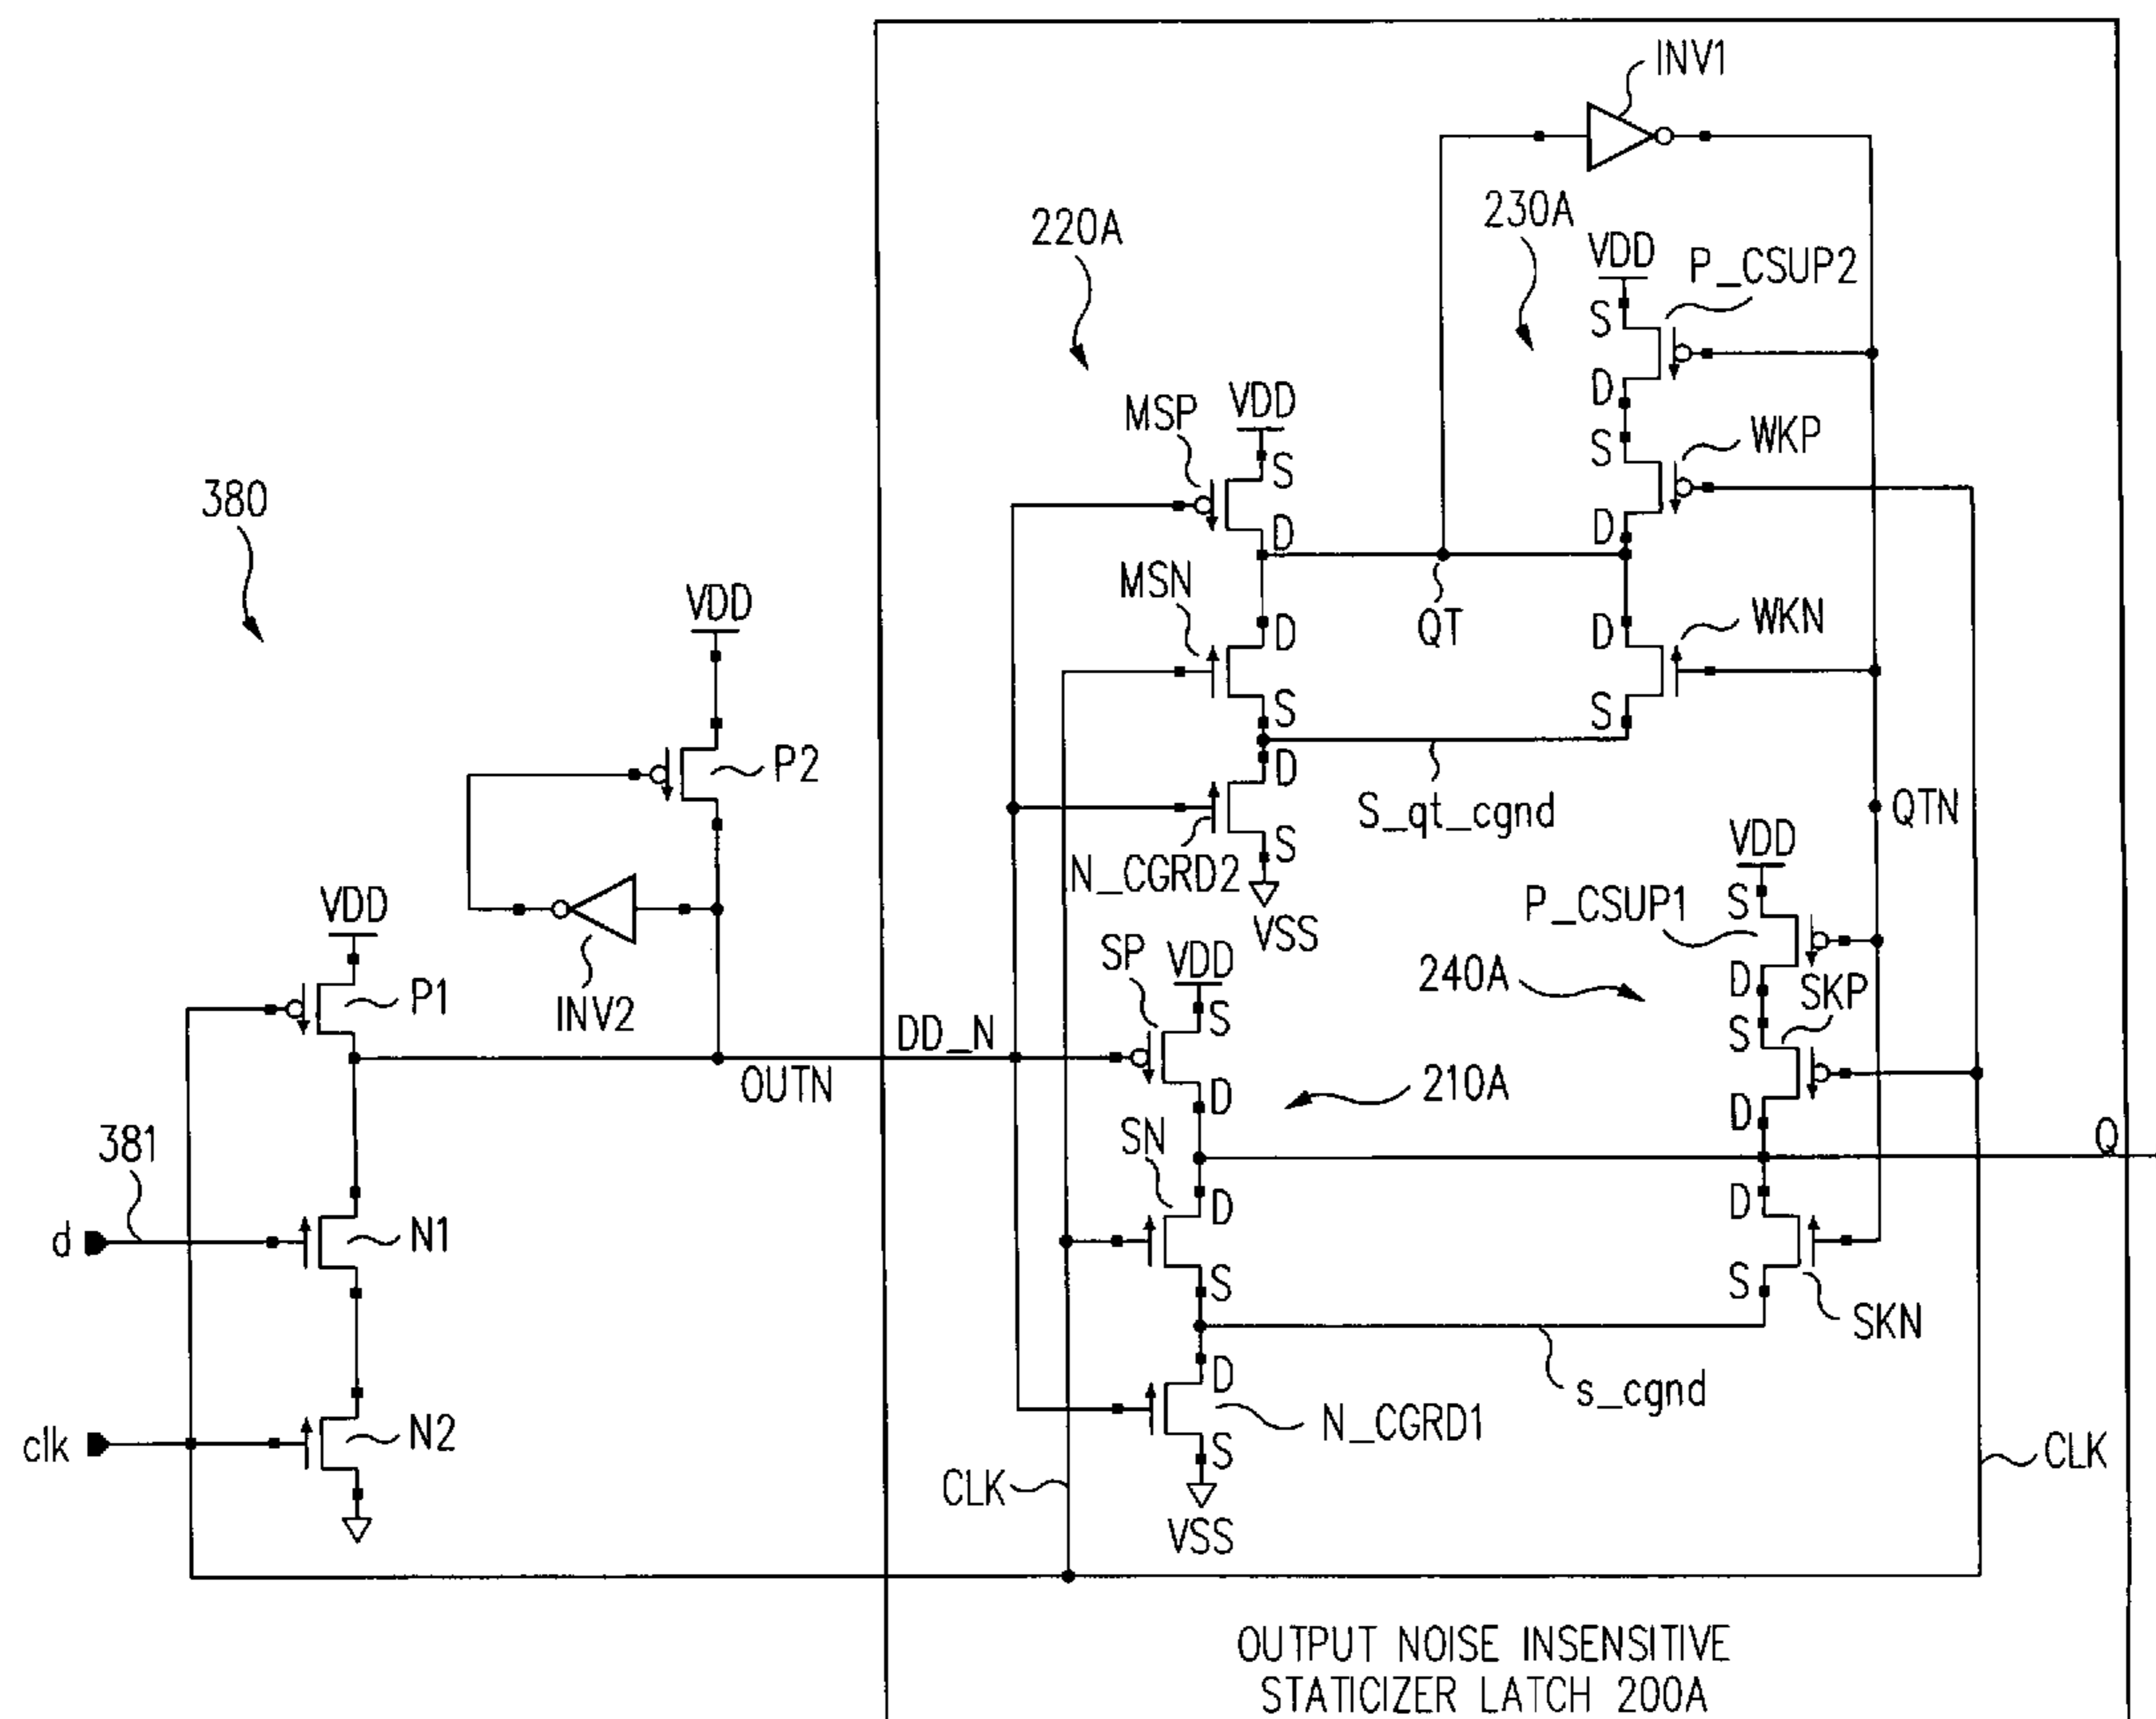 INV1
220A
230A
VDD
P_CSUP2
S
D
MSP
VDD
S
WKP
S
380
D
D
MSN
D
QT
D
WKN
VDD
S
S
P2
D
S_qt_cgnd
QTN
N_CGRD2
S
VDD
VDD
VSS
P_CSUP1
S
SP
VDD
240A
D
SKP
P1
INV2
S
S
DD_N
OUTN
D
210A
D
Q
381
SN
D
D
d
N1
S
S
SKN
D
s_cgnd
clk
N2
S
N_CGRD1
CLK
CLK
VSS
OUTPUT NOISE INSENSITIVE
STATICIZER LATCH 200A